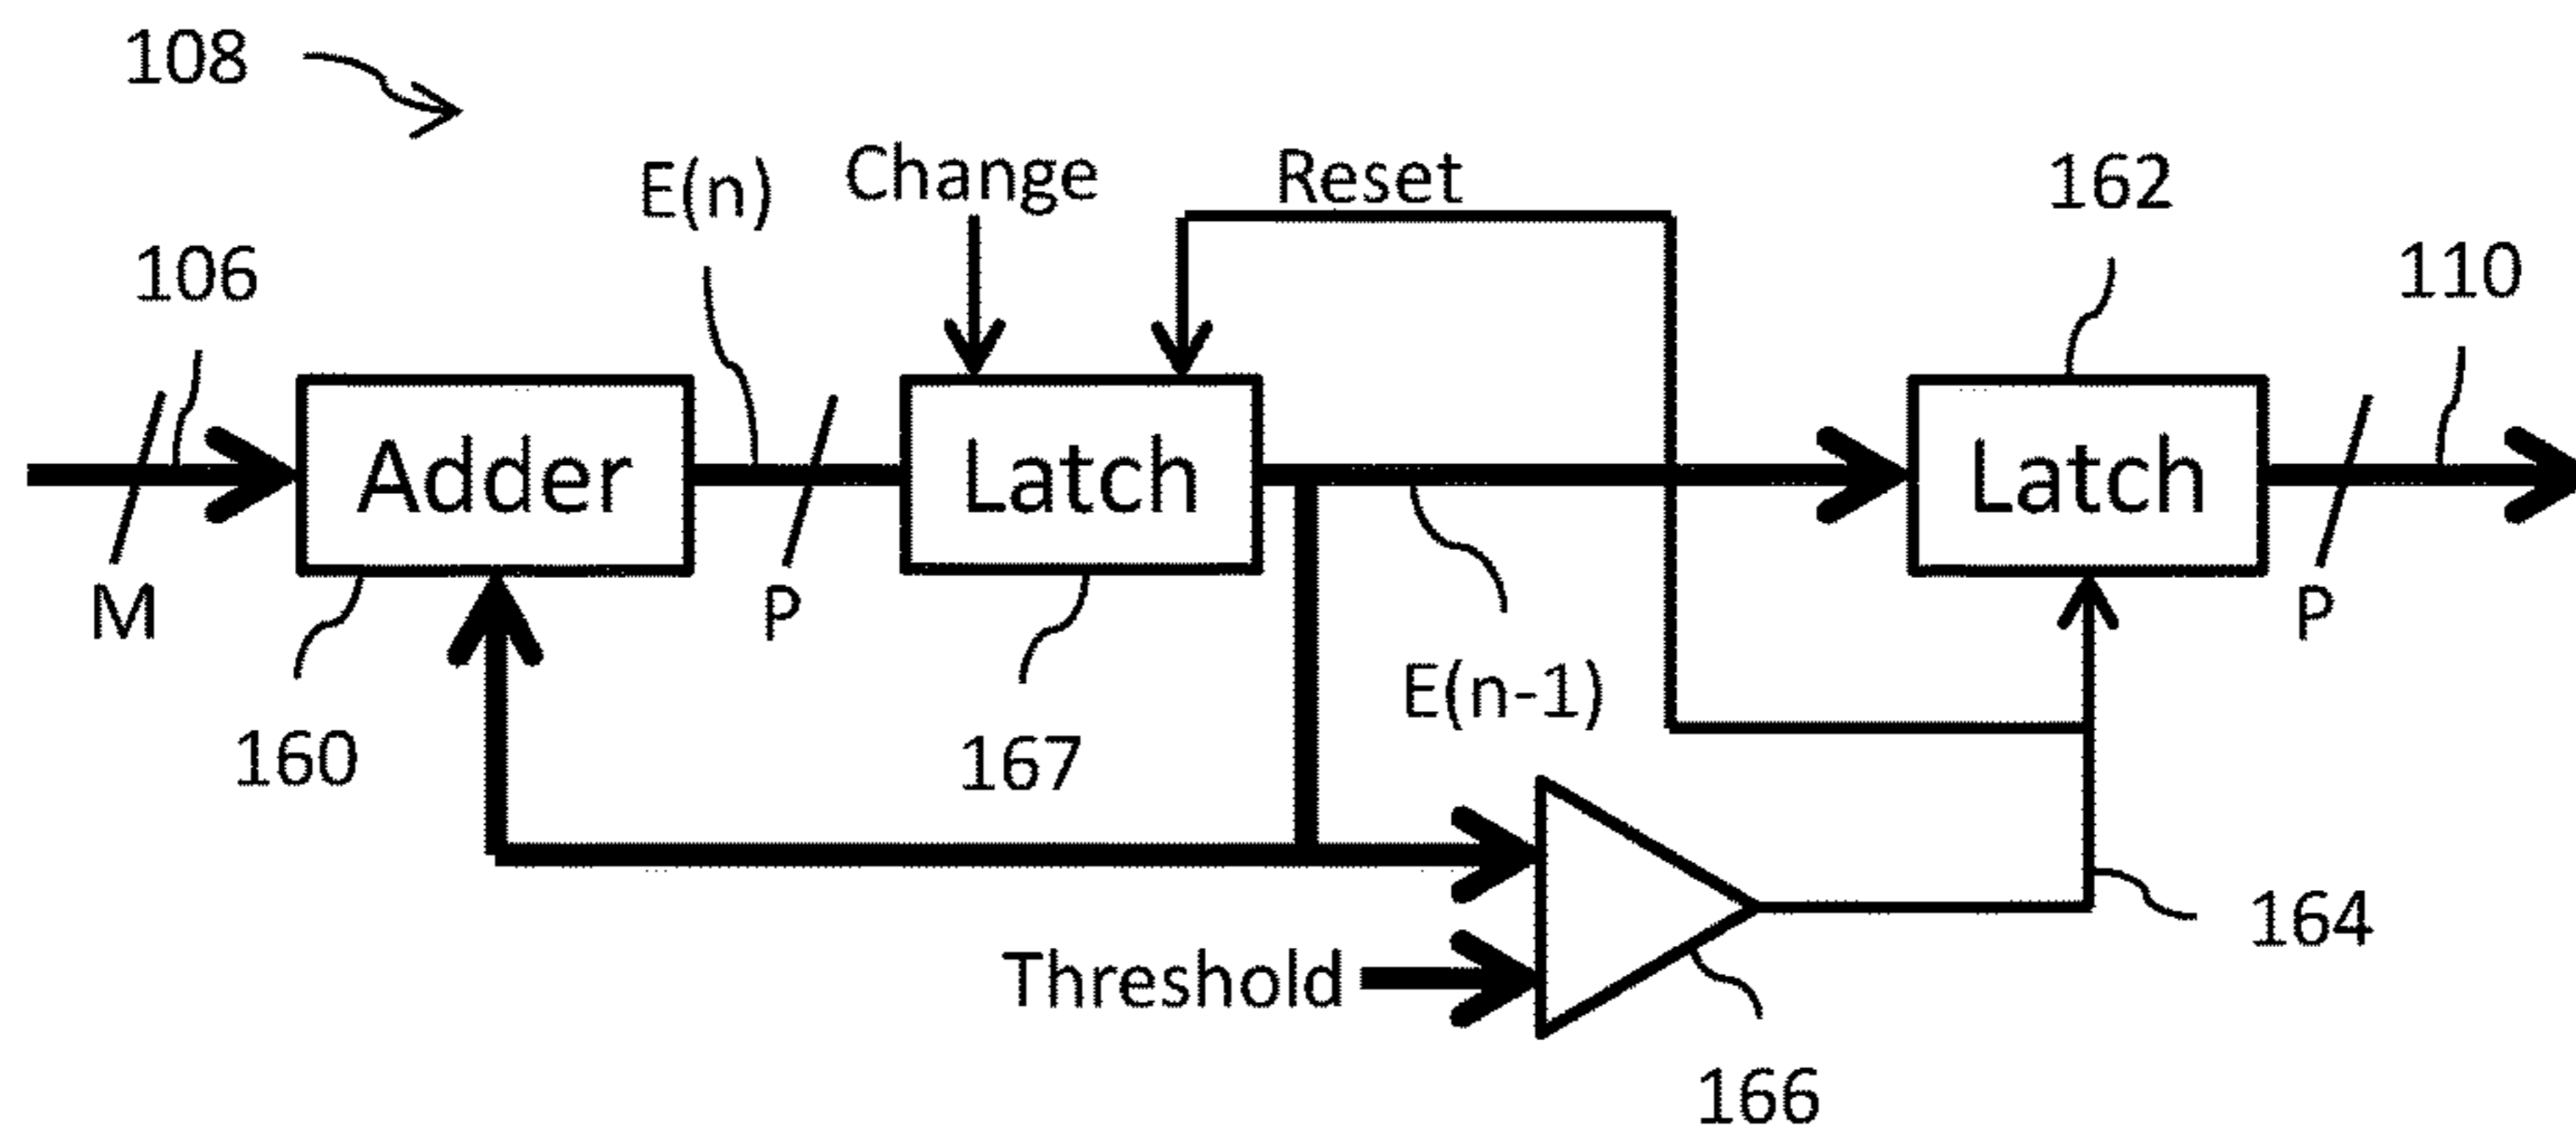 108
E(n)
Change
Reset
162
106
110
Adder
Latch
Latch
M
P
P
160
167
E(n-1)
Threshold
164
166